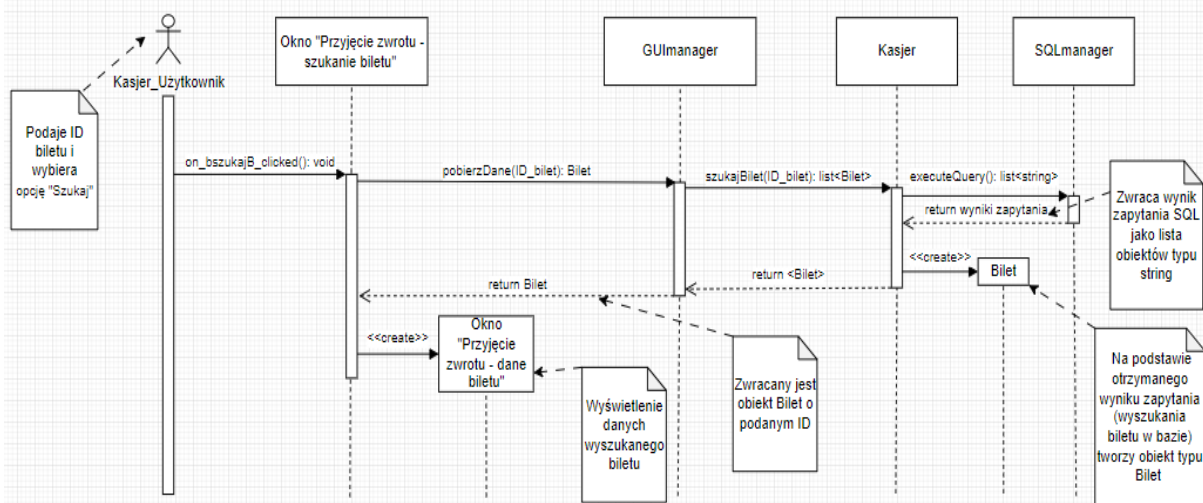 Okno "Przyjęcie zwrotu -
szukanie biletu"
GUImanager
Kasjer
SQLmanager
Kasjer_Użytkownik
Podaje ID
biletu i
wybiera
opcję "Szukaj"
on_bszukajB_clicked(): void
pobierzDane(ID_bilet): Bilet
szukajBilet(ID_bilet): list<Bilet>
executeQuery(): list<string>
return wyniki zapytania
Zwraca wynik
zapytania SQL
jako lista
obiektów typu
string
<<create>>
Bilet
return <Bilet>
return Bilet
<<create>>
Okno
"Przyjęcie
zwrotu - dane
biletu"
Zwracany jest
obiekt Bilet o
podanym ID
Wyświetlenie
danych
wyszukanego
biletu
Na podstawie
otrzymanego
wyniku zapytania
(wyszukania
biletu w bazie)
tworzy obiekt typu
Bilet